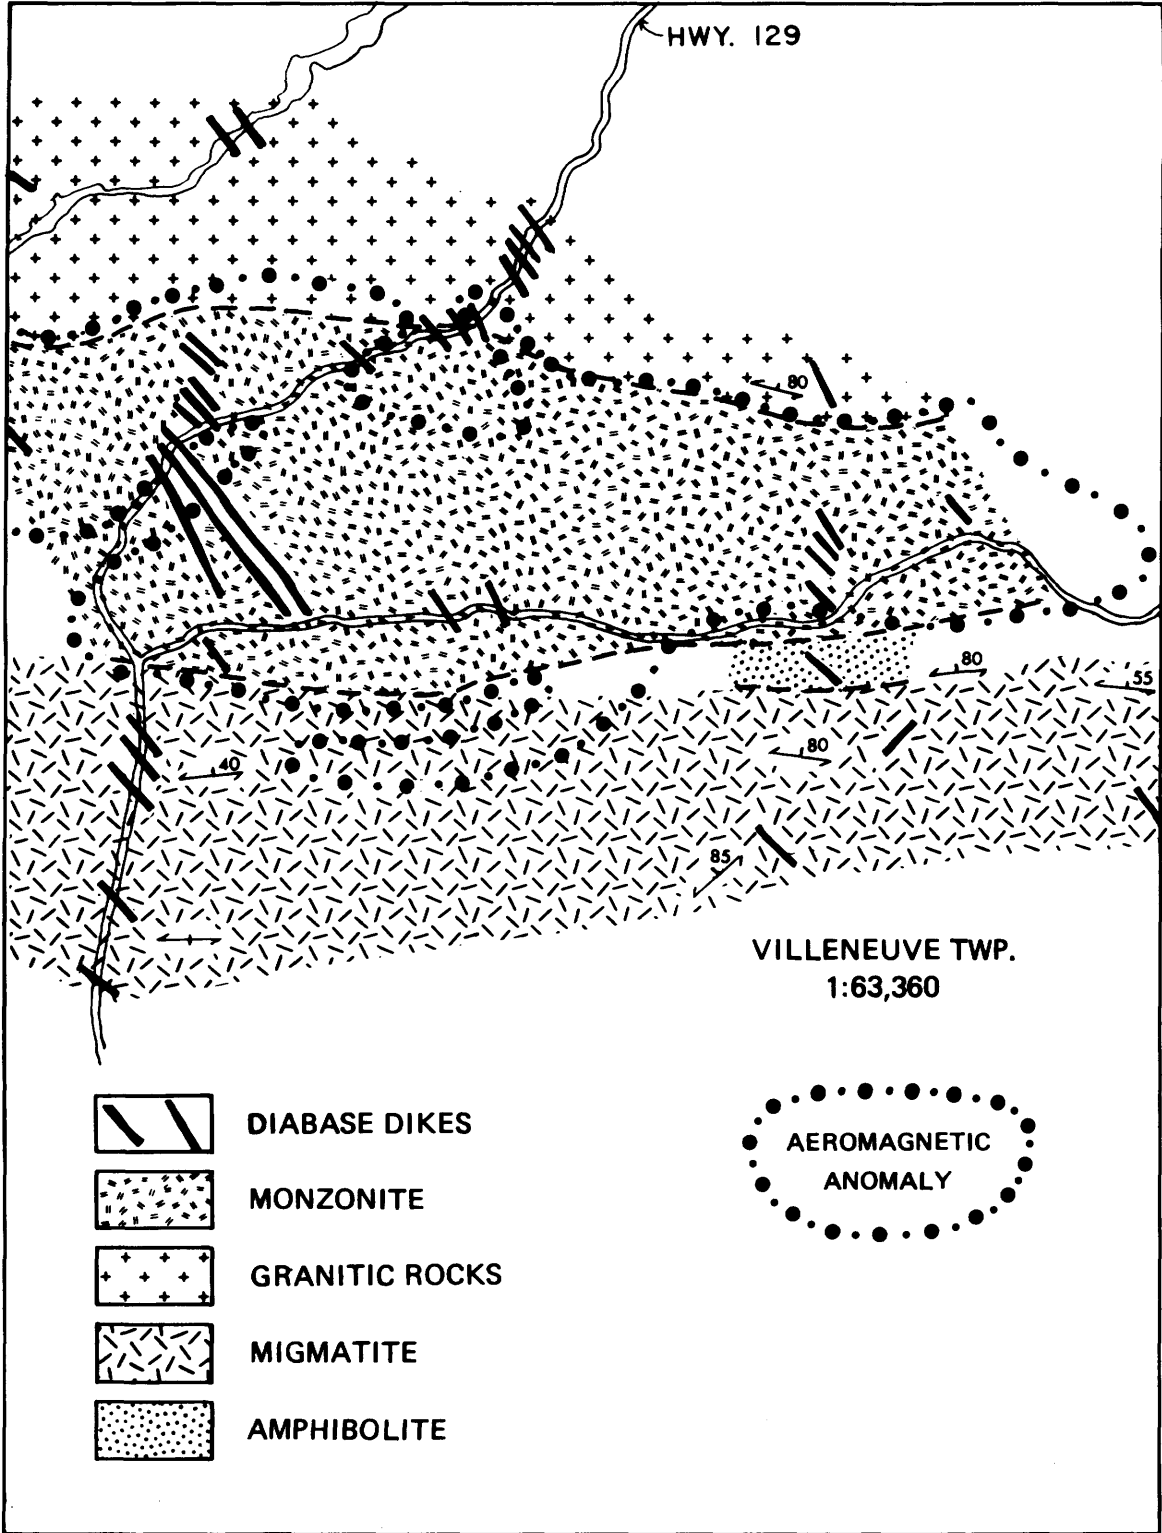 HWY. 129
80
80
55
80
40
85
VILLENEUVE TWP.
1:63,360
DIABASE DIKES
MONZONITE
GRANITIC ROCKS
MIGMATITE
AMPHIBOLITE
AEROMAGNETIC
ANOMALY